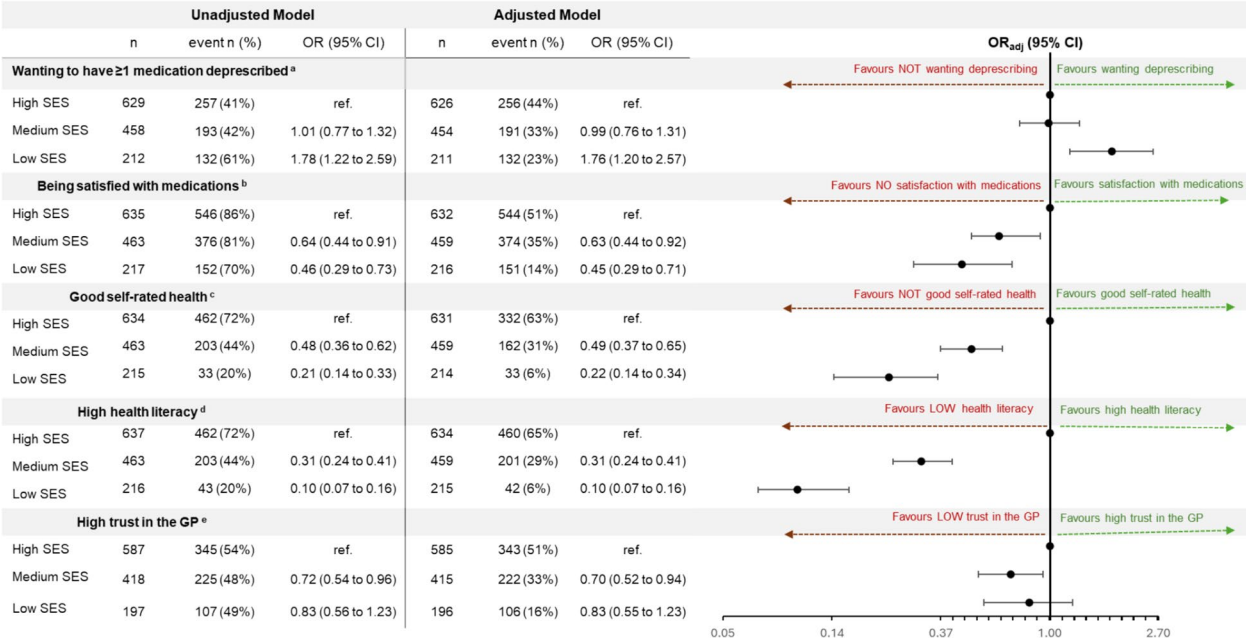 Unadjusted Model Adjusted Model
n event n (%) OR (95% CI) n event n (%) OR (95% CI) ORadj (95% CI)
Wanting to have ≥1 medication deprescribed a Favours NOT wanting deprescribing Favours wanting deprescribing
High SES 629 257 (41%) ref. 626 256 (44%) ref.
Medium SES 458 193 (42%) 1.01 (0.77 to 1.32) 454 191 (33%) 0.99 (0.76 to 1.31)
Low SES 212 132 (61%) 1.78 (1.22 to 2.59) 211 132 (23%) 1.76 (1.20 to 2.57)
Being satisfied with medications b Favours NO satisfaction with medications Favours satisfaction with medications
High SES 635 546 (86%) ref. 632 544 (51%) ref.
Medium SES 463 376 (81%) 0.64 (0.44 to 0.91) 459 374 (35%) 0.63 (0.44 to 0.92)
Low SES 217 152 (70%) 0.46 (0.29 to 0.73) 216 151 (14%) 0.45 (0.29 to 0.71)
Good self-rated health c Favours NOT good self-rated health Favours good self-rated health
High SES 634 462 (72%) ref. 631 332 (63%) ref.
Medium SES 463 203 (44%) 0.48 (0.36 to 0.62) 459 162 (31%) 0.49 (0.37 to 0.65)
Low SES 215 33 (20%) 0.21 (0.14 to 0.33) 214 33 (6%) 0.22 (0.14 to 0.34)
High health literacy d Favours LOW health literacy Favours high health literacy
High SES 637 462 (72%) ref. 634 460 (65%) ref.
Medium SES 463 203 (44%) 0.31 (0.24 to 0.41) 459 201 (29%) 0.31 (0.24 to 0.41)
Low SES 216 43 (20%) 0.10 (0.07 to 0.16) 215 42 (6%) 0.10 (0.07 to 0.16)
High trust in the GP e Favours LOW trust in the GP Favours high trust in the GP
High SES 587 345 (54%) ref. 585 343 (51%) ref.
Medium SES 418 225 (48%) 0.72 (0.54 to 0.96) 415 222 (33%) 0.70 (0.52 to 0.94)
Low SES 197 107 (49%) 0.83 (0.56 to 1.23) 196 106 (16%) 0.83 (0.55 to 1.23)
0.05 0.14 0.37 1.00 2.70